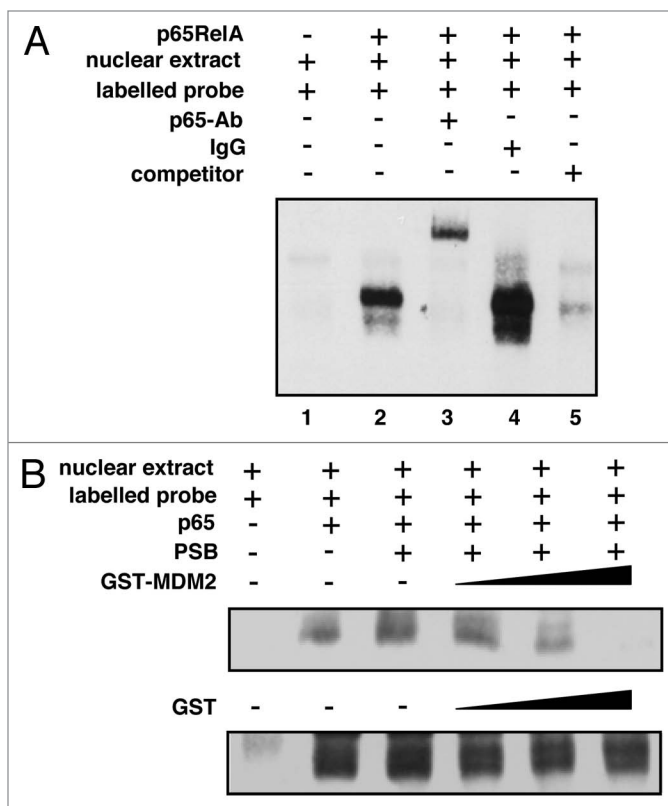 A
p65RelA - + + + +
nuclear extract + + + + +
labelled probe + + + + +
p65-Ab - - + - -
IgG - - - + -
competitor - - - - +
1 2 3 4 5
B
nuclear extract + + + + + +
labelled probe + + + + + +
p65 - + + + + +
PSB - - + + + +
GST-MDM2 - - -
GST - - -